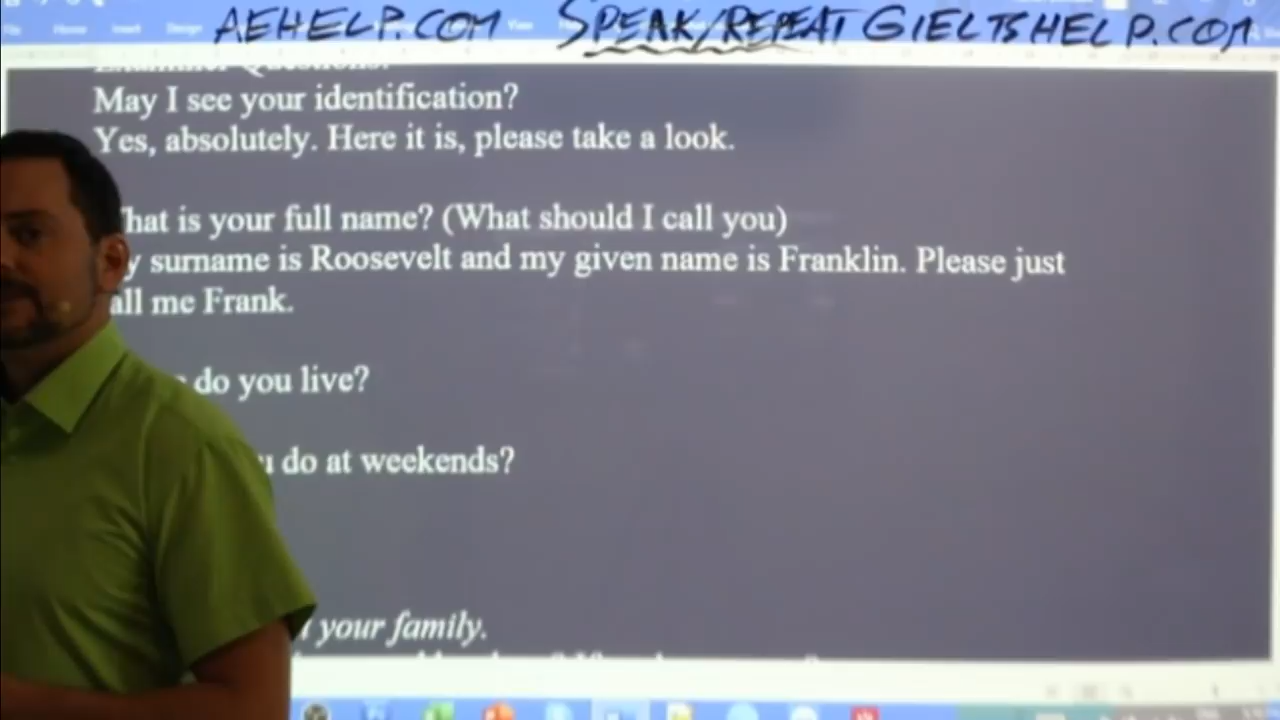 AEHELP.COM SPEAK/REPEAT GIELTSHELP.COM
Examiner Questions:
May I see your identification?
Yes, absolutely. Here it is, please take a look.
hat is your full name? (What should I call you)
y surname is Roosevelt and my given name is Franklin. Please just
all me Frank.
do you live?
u do at weekends?
your family.